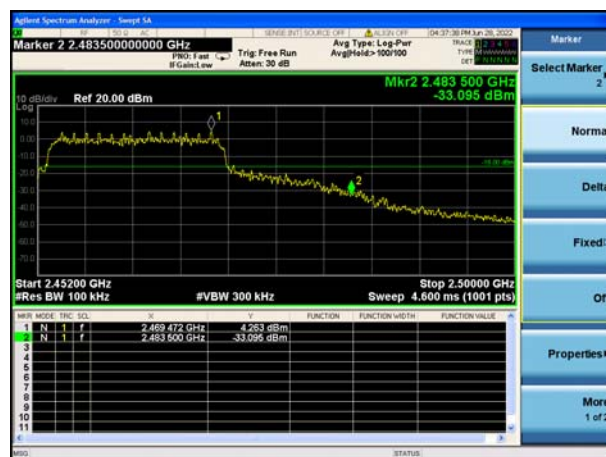 Agilent Spectrum Analyzer - Swept SA
RF 50 Ω AC SENSE:INT SOURCE OFF ALIGN OFF 04:37:38 PM Jun 28, 2022
Marker 2 2.483500000000 GHz
PNO: Fast
IFGain:Low
Trig: Free Run
Atten: 30 dB
Avg Type: Log-Pwr
Avg|Hold:>100/100
TRACE 1 2 3 4 5
TYPE
DET P N N N N N
Marker
Select Marker
2
Mkr2 2.483 500 GHz
-33.095 dBm
10 dB/div Ref 20.00 dBm
Log
10.0
0.00
-10.0
-20.0
-30.0
-40.0
-50.0
-60.0
-70.0
1
2
Norma
Delta
Fixed
Of
Start 2.45200 GHz
#Res BW 100 kHz
#VBW 300 kHz
Stop 2.50000 GHz
Sweep 4.600 ms (1001 pts)
MKR MODE TRC SCL X Y FUNCTION FUNCTION WIDTH FUNCTION VALUE
1 N 1 f 2.469 472 GHz 4.263 dBm
2 N 1 f 2.483 500 GHz -33.095 dBm
3
4
5
6
7
8
9
10
11
Properties
More
1 of 2
MSG STATUS